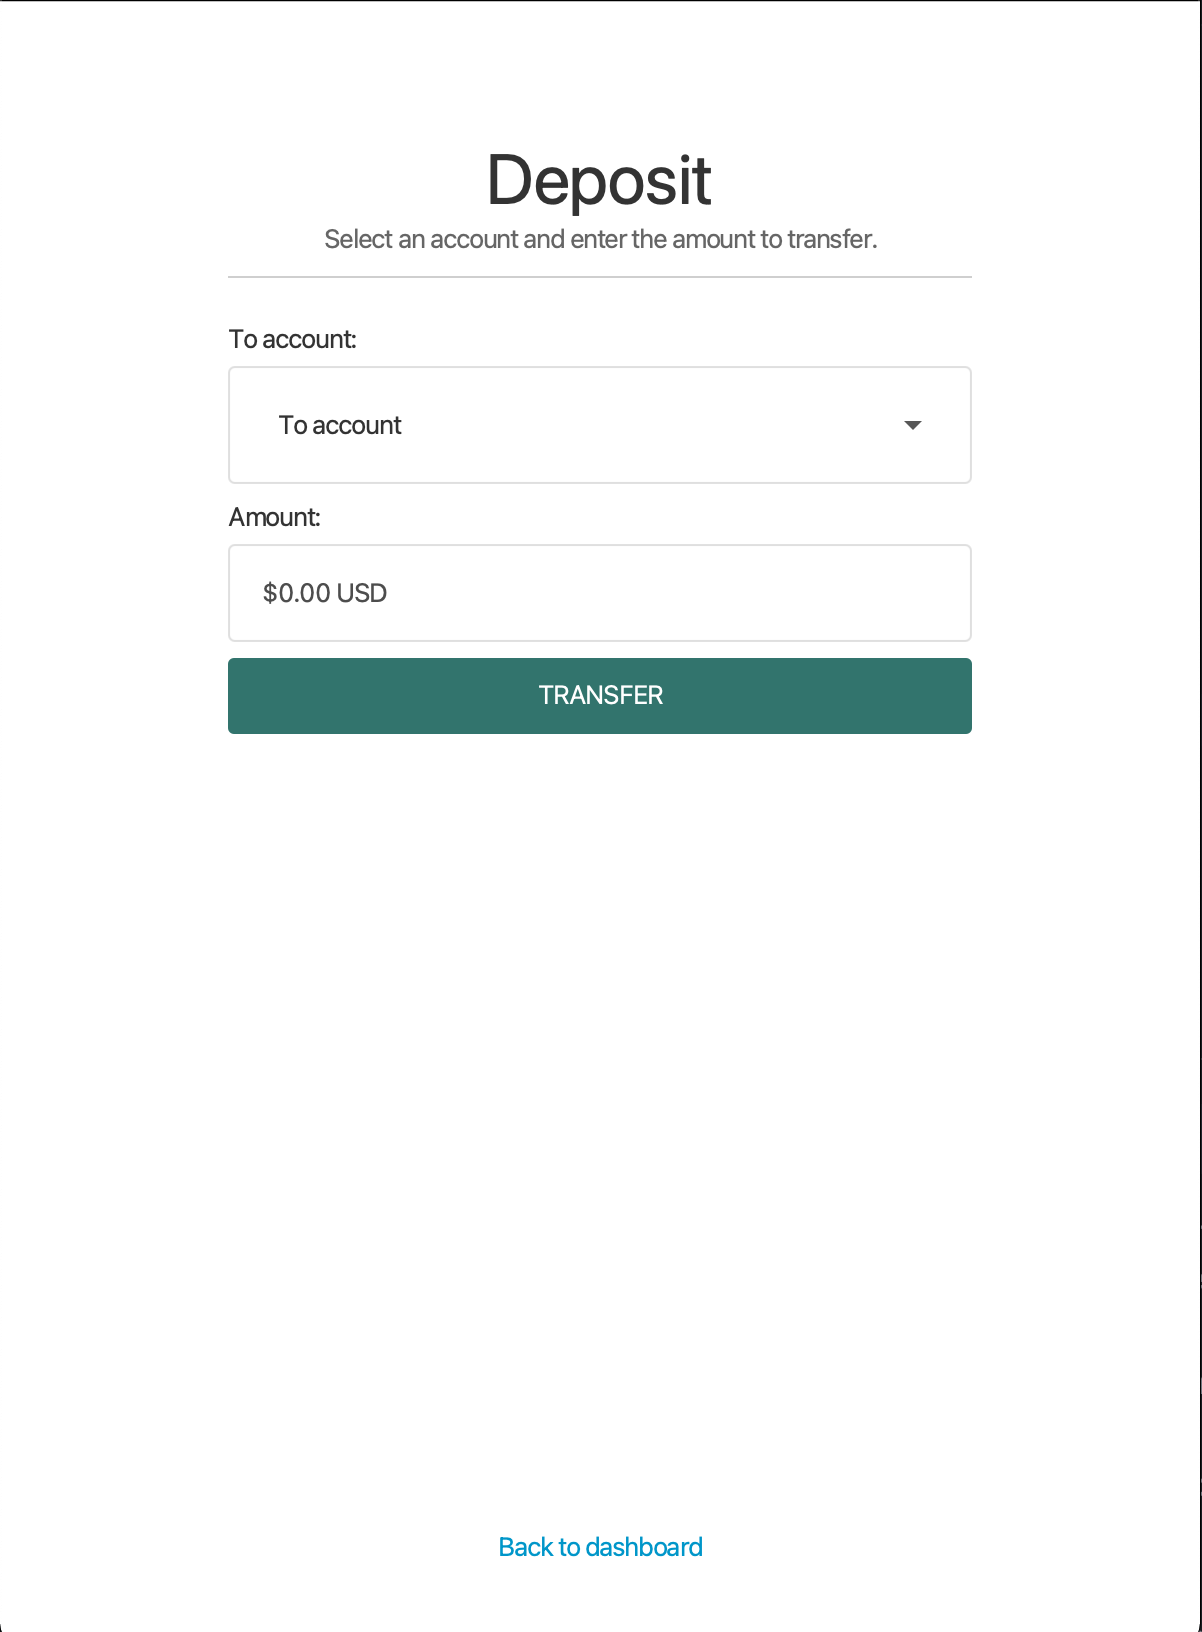 Deposit
Select an account and enter the amount to transfer.
To account:
To account
Amount:
$0.00 USD
TRANSFER
Back to dashboard